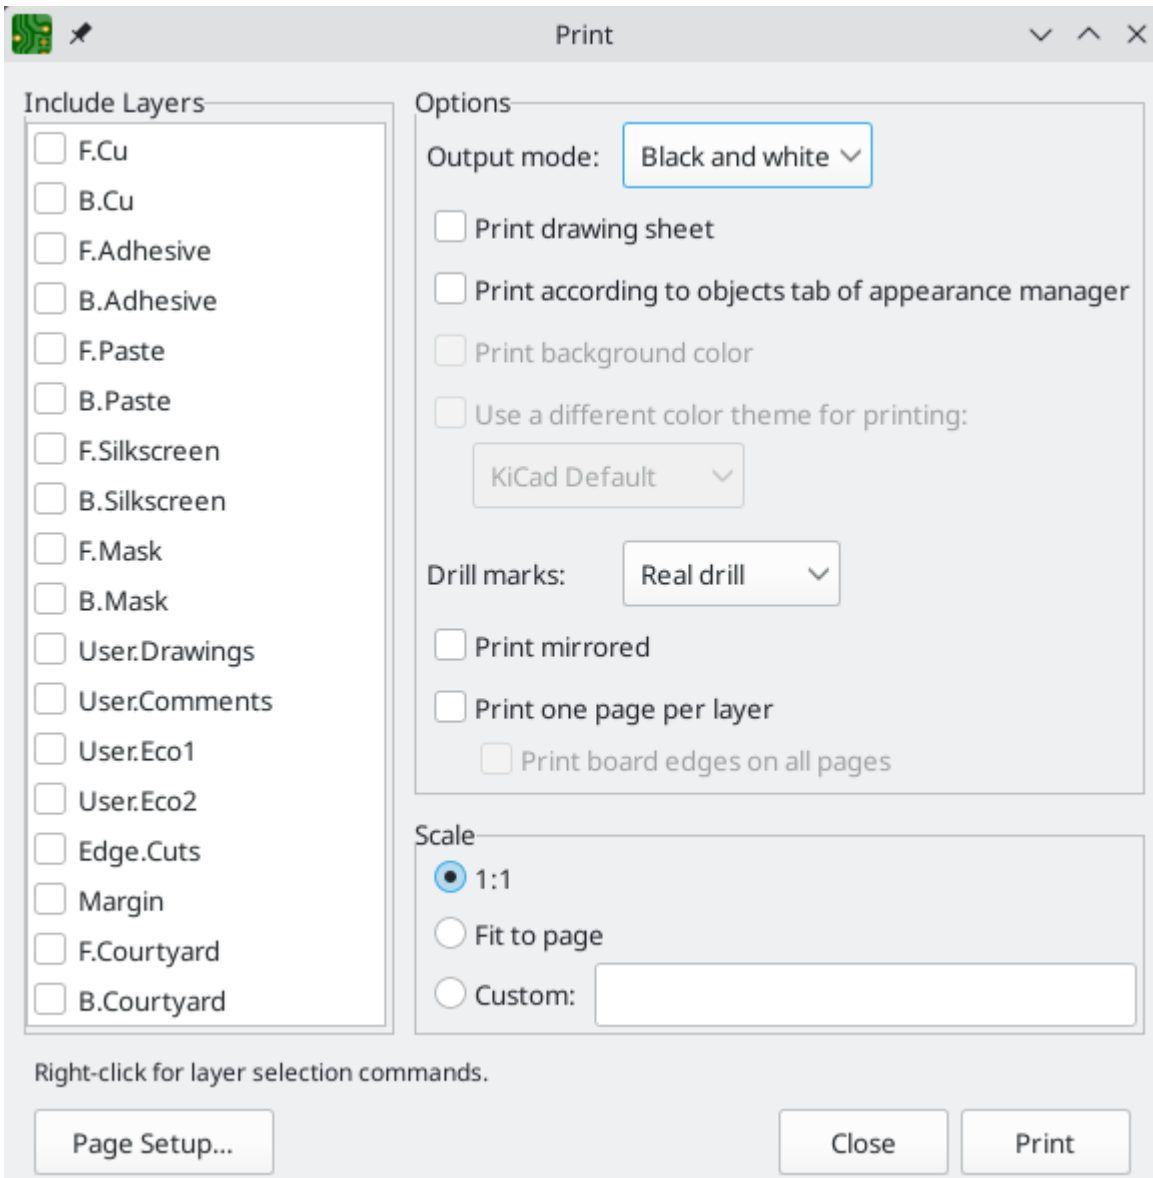 Print
Include Layers
F.Cu
B.Cu
F.Adhesive
B.Adhesive
F.Paste
B.Paste
F.Silkscreen
B.Silkscreen
F.Mask
B.Mask
User.Drawings
User.Comments
User.Eco1
User.Eco2
Edge.Cuts
Margin
F.Courtyard
B.Courtyard
Options
Output mode: Black and white
Print drawing sheet
Print according to objects tab of appearance manager
Print background color
Use a different color theme for printing:
KiCad Default
Drill marks: Real drill
Print mirrored
Print one page per layer
Print board edges on all pages
Scale
1:1
Fit to page
Custom:
Right-click for layer selection commands.
Page Setup... Close Print